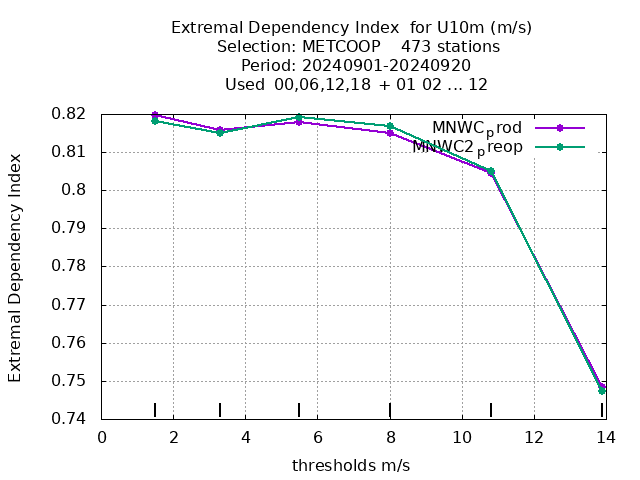 Extremal Dependency Index  for U10m (m/s)
Selection: METCOOP    473 stations
Period: 20240901-20240920
Used  00,06,12,18  + 01 02 ... 12
MNWC_prod
MNWC2_preop
Extremal Dependency Index
0.82
0.81
0.8
0.79
0.78
0.77
0.76
0.75
0.74
0 2 4 6 8 10 12 14
thresholds m/s